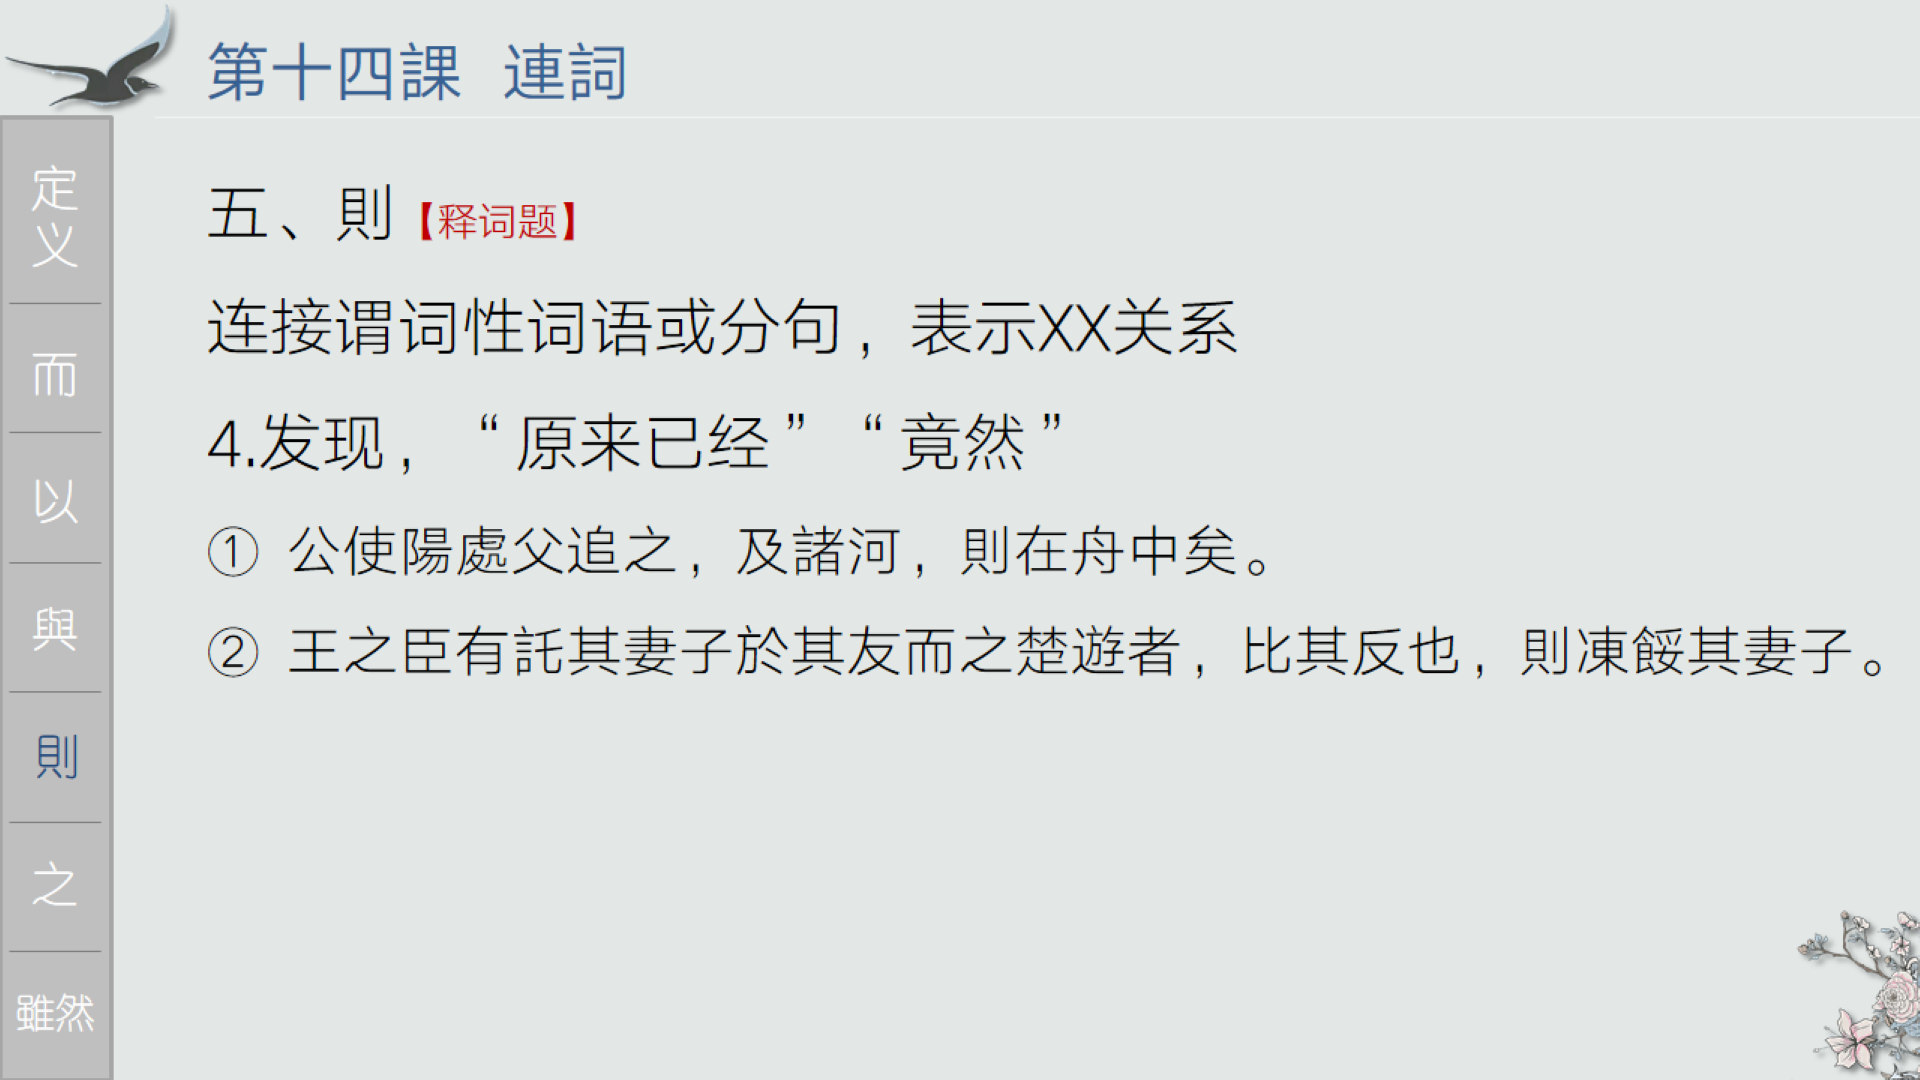 第十四課 連詞
定义
而
以
與
則
之
雖然
五、則【释词题】
连接谓词性词语或分句，表示XX关系
4.发现，“原来已经”“竟然”
① 公使陽處父追之，及諸河，則在舟中矣。
② 王之臣有託其妻子於其友而之楚遊者，比其反也，則凍餒其妻子。